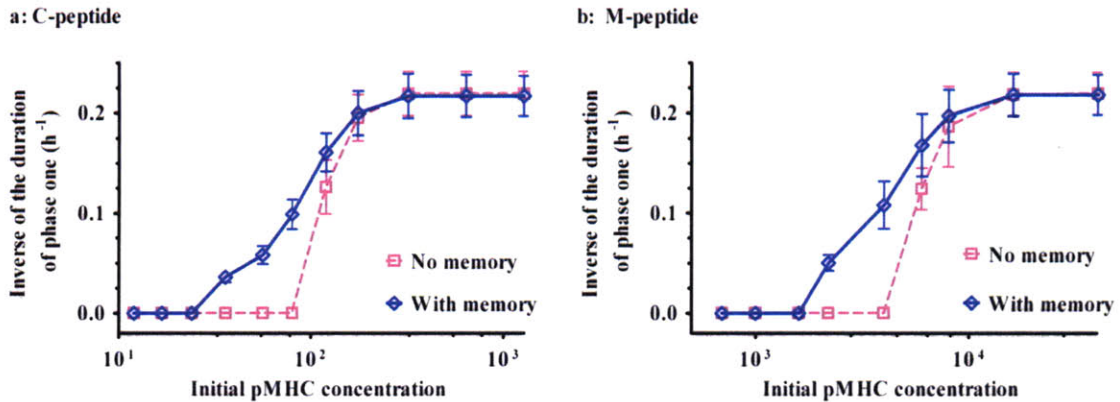 a: C-peptide
Inverse of the duration
of phase one (h⁻¹)
0.2
0.1
0.0
No memory
With memory
10¹
10²
10³
Initial pMHC concentration
b: M-peptide
Inverse of the duration
of phase one (h⁻¹)
0.2
0.1
0.0
No memory
With memory
10³
10⁴
Initial pMHC concentration